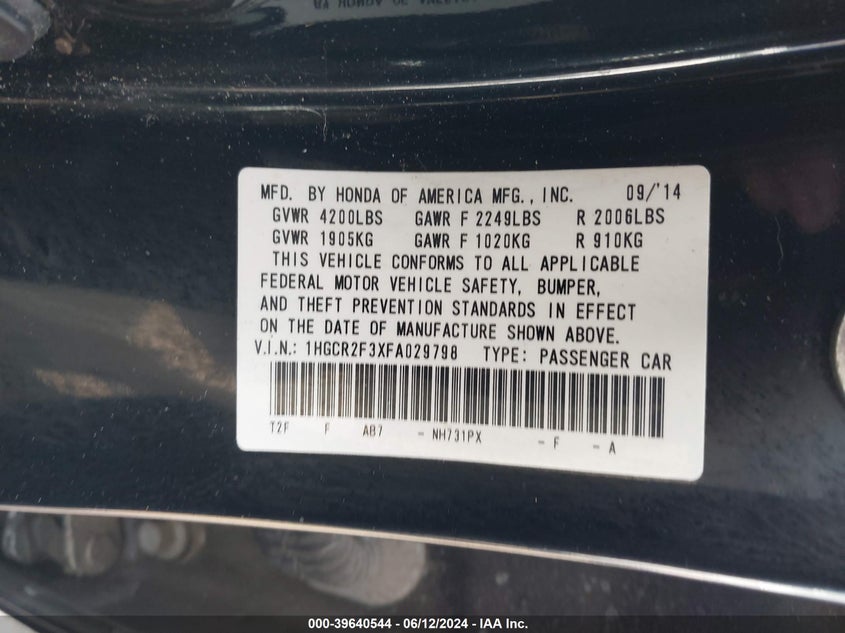 MFD. BY HONDA OF AMERICA MFG., INC. 09/'14
GVWR 4200LBS GAWR F 2249LBS R 2006LBS
GVWR 1905KG GAWR F 1020KG R 910KG
THIS VEHICLE CONFORMS TO ALL APPLICABLE
FEDERAL MOTOR VEHICLE SAFETY, BUMPER,
AND THEFT PREVENTION STANDARDS IN EFFECT
ON THE DATE OF MANUFACTURE SHOWN ABOVE.
V.I.N.: 1HGCR2F3XFA029798 TYPE: PASSENGER CAR
T2F F AB7 - NH731PX - F - A
000-39640544 / 06/12/2024 - IAA Inc.